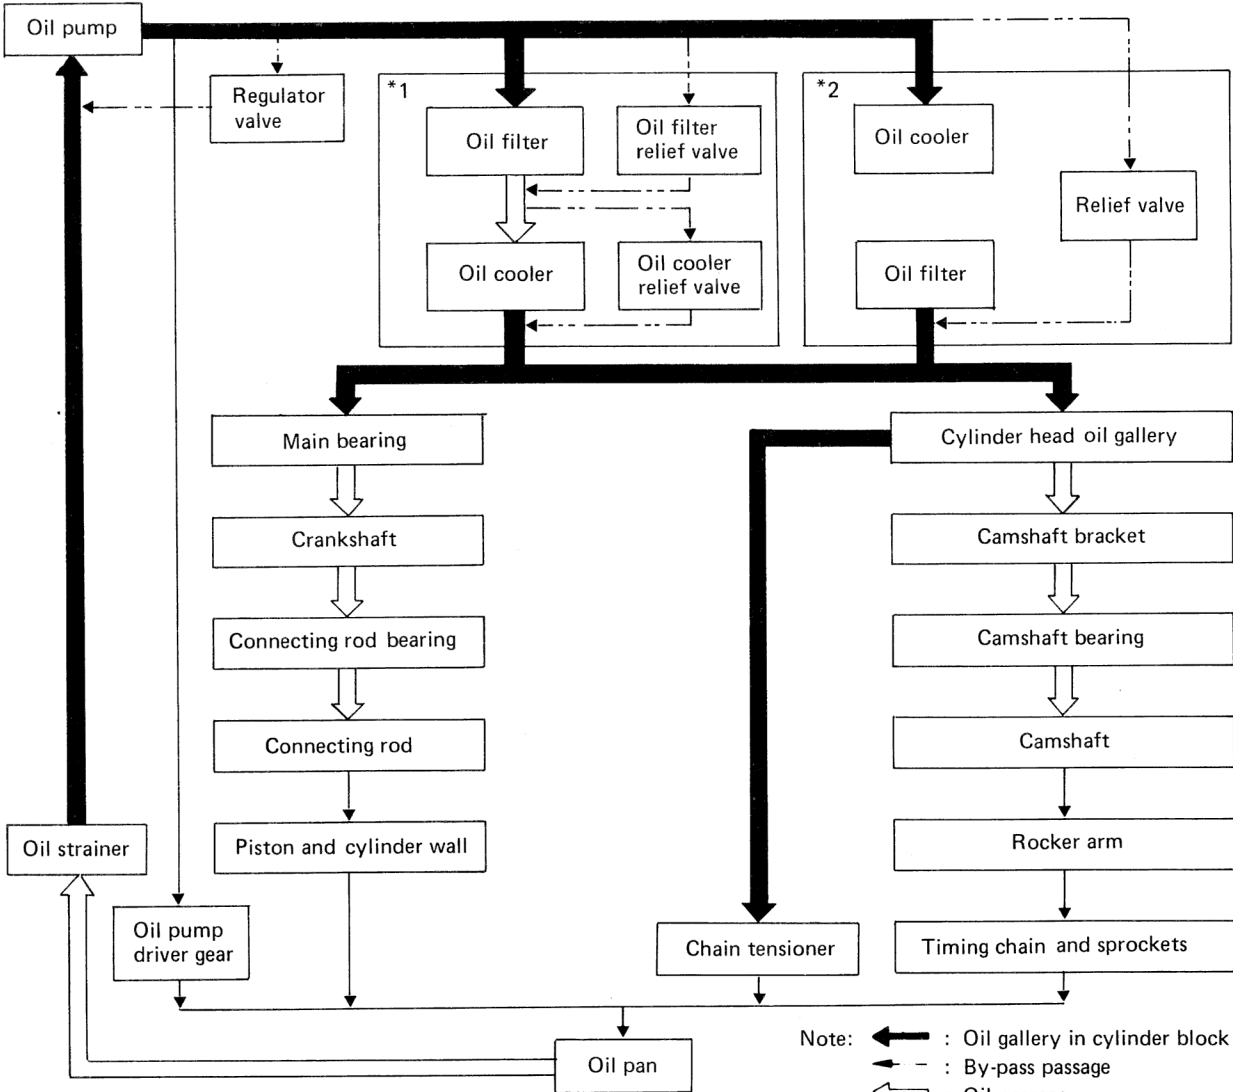 Oil pump
Regulator
valve
*1
Oil filter
Oil filter
relief valve
Oil cooler
Oil cooler
relief valve
*2
Oil cooler
Relief valve
Oil filter
Main bearing
Cylinder head oil gallery
Crankshaft
Camshaft bracket
Connecting rod bearing
Camshaft bearing
Connecting rod
Camshaft
Oil strainer
Piston and cylinder wall
Rocker arm
Oil pump
driver gear
Chain tensioner
Timing chain and sprockets
Oil pan
Note: : Oil gallery in cylinder block
: By-pass passage
: Oil